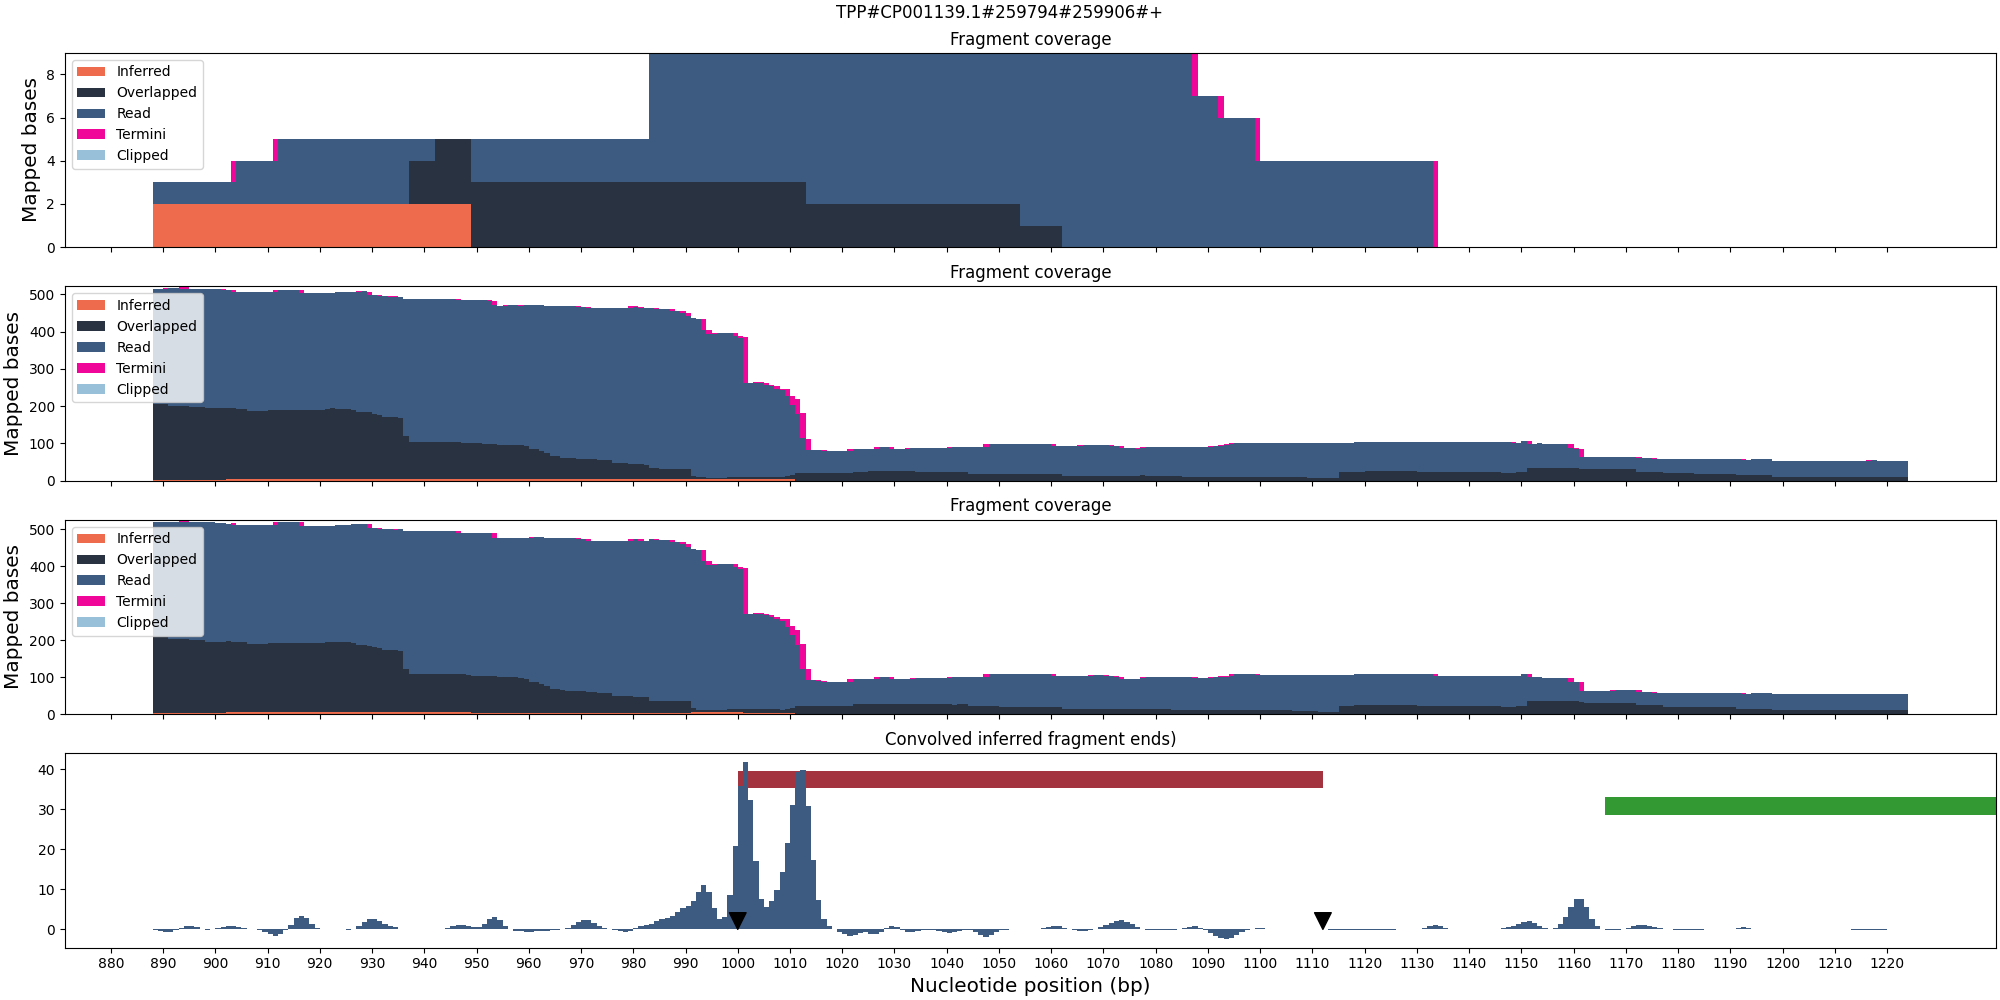 TPP#CP001139.1#259794#259906#+
Fragment coverage
Mapped bases
8
6
4
2
0
Inferred
Overlapped
Read
Termini
Clipped
Fragment coverage
Mapped bases
500
400
300
200
100
0
Inferred
Overlapped
Read
Termini
Clipped
Fragment coverage
Mapped bases
500
400
300
200
100
0
Inferred
Overlapped
Read
Termini
Clipped
Convolved inferred fragment ends)
40
30
20
10
0
880 890 900 910 920 930 940 950 960 970 980 990 1000 1010 1020 1030 1040 1050 1060 1070 1080 1090 1100 1110 1120 1130 1140 1150 1160 1170 1180 1190 1200 1210 1220
Nucleotide position (bp)